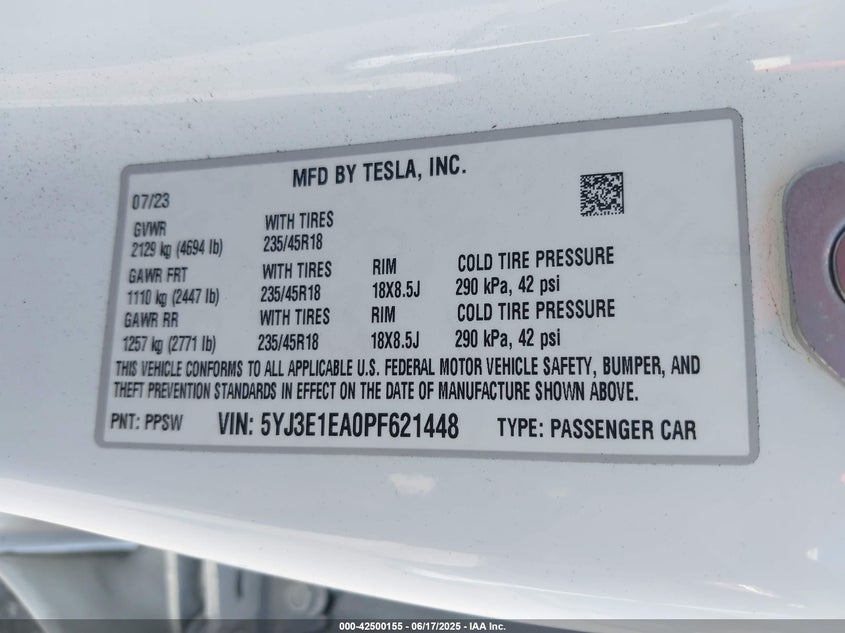 MFD BY TESLA, INC.
07/23
GVWR WITH TIRES
2129 kg (4694 lb) 235/45R18
GAWR FRT WITH TIRES RIM COLD TIRE PRESSURE
1110 kg (2447 lb) 235/45R18 18X8.5J 290 kPa, 42 psi
GAWR RR WITH TIRES RIM COLD TIRE PRESSURE
1257 kg (2771 lb) 235/45R18 18X8.5J 290 kPa, 42 psi
THIS VEHICLE CONFORMS TO ALL APPLICABLE U.S. FEDERAL MOTOR VEHICLE SAFETY, BUMPER, AND
THEFT PREVENTION STANDARDS IN EFFECT ON THE DATE OF MANUFACTURE SHOWN ABOVE.
PNT: PPSW VIN: 5YJ3E1EA0PF621448 TYPE: PASSENGER CAR
000-42500155 - 06/17/2025 - IAA Inc.